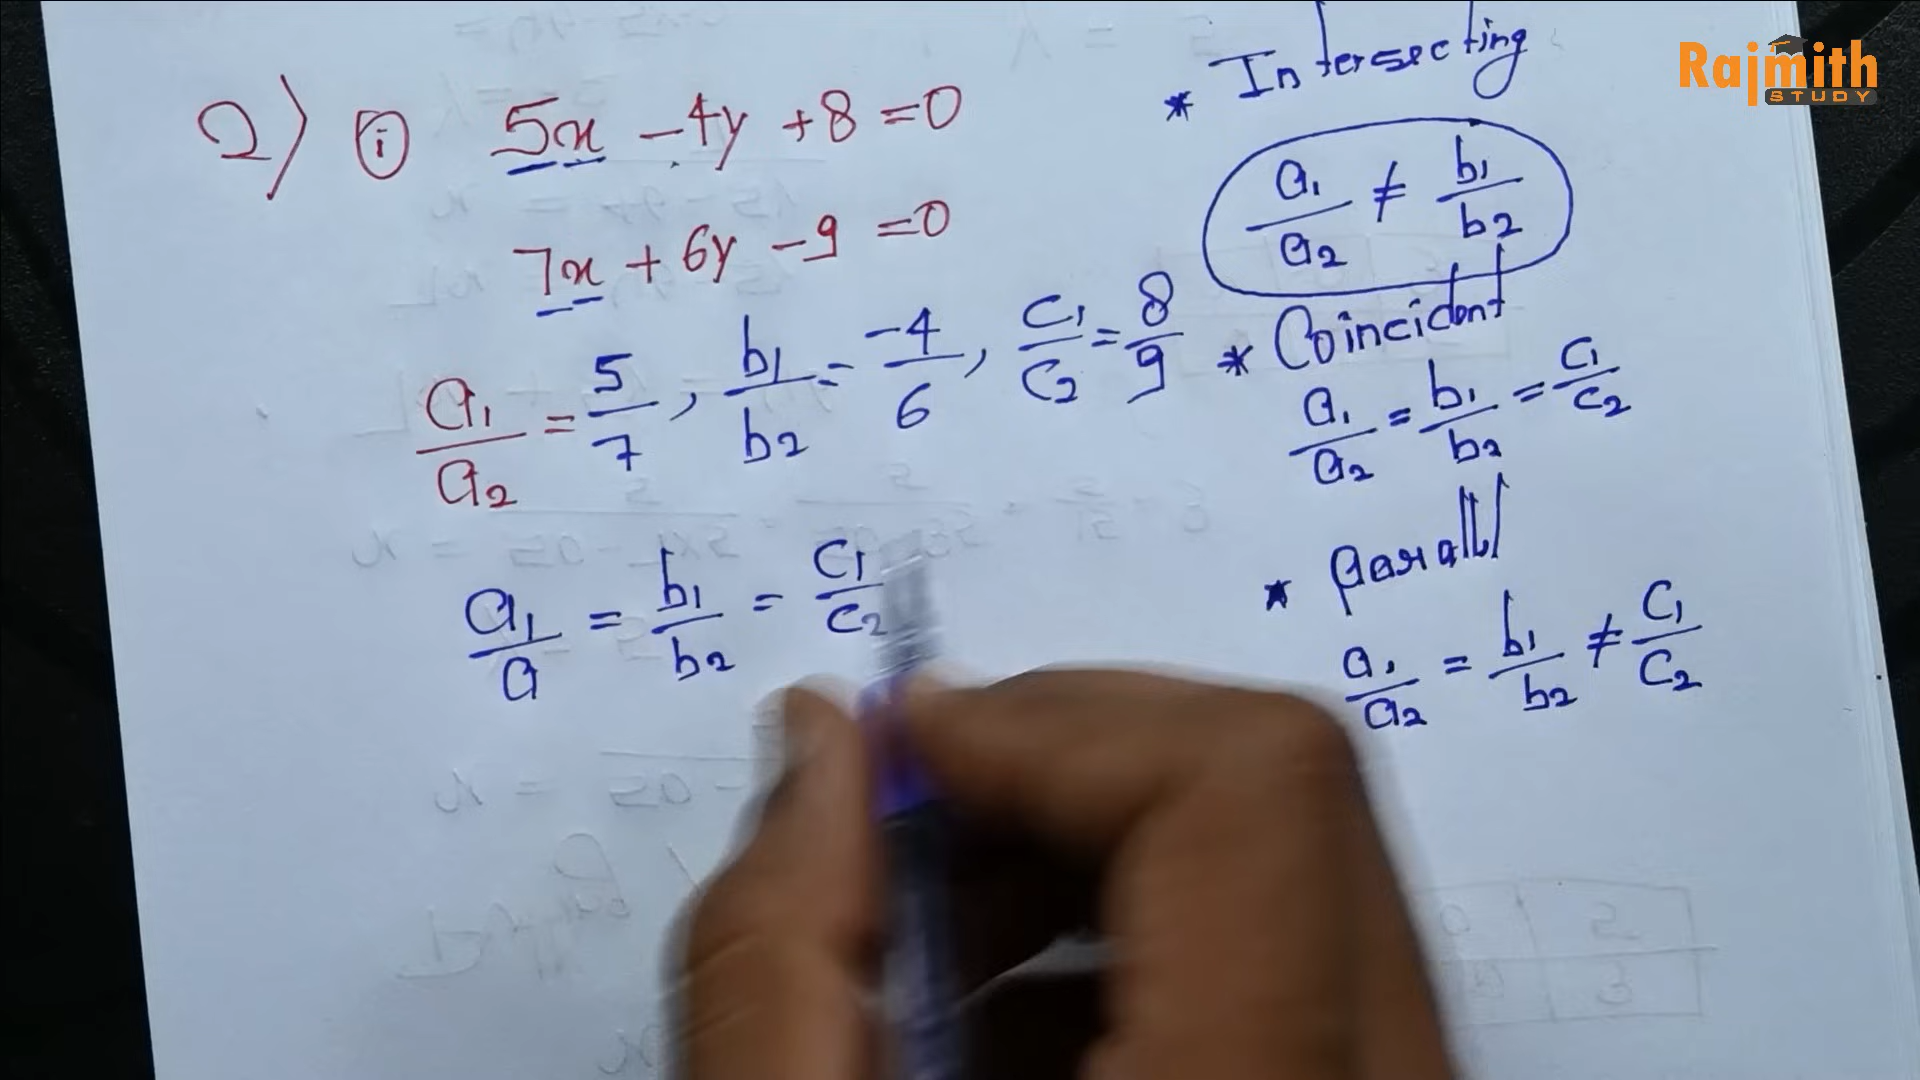 2) (i) 5x -4y +8 =0
7x + 6y -9 =0
a1/a2 = 5/7, b1/b2 = -4/6, c1/c2 = 8/9
a1/a = b1/b2 = c1/c2
* Intersecting
a1/a2 ≠ b1/b2
* Coincident
a1/a2 = b1/b2 = c1/c2
* Parallel
a1/a2 = b1/b2 ≠ c1/c2
Rajmith
STUDY